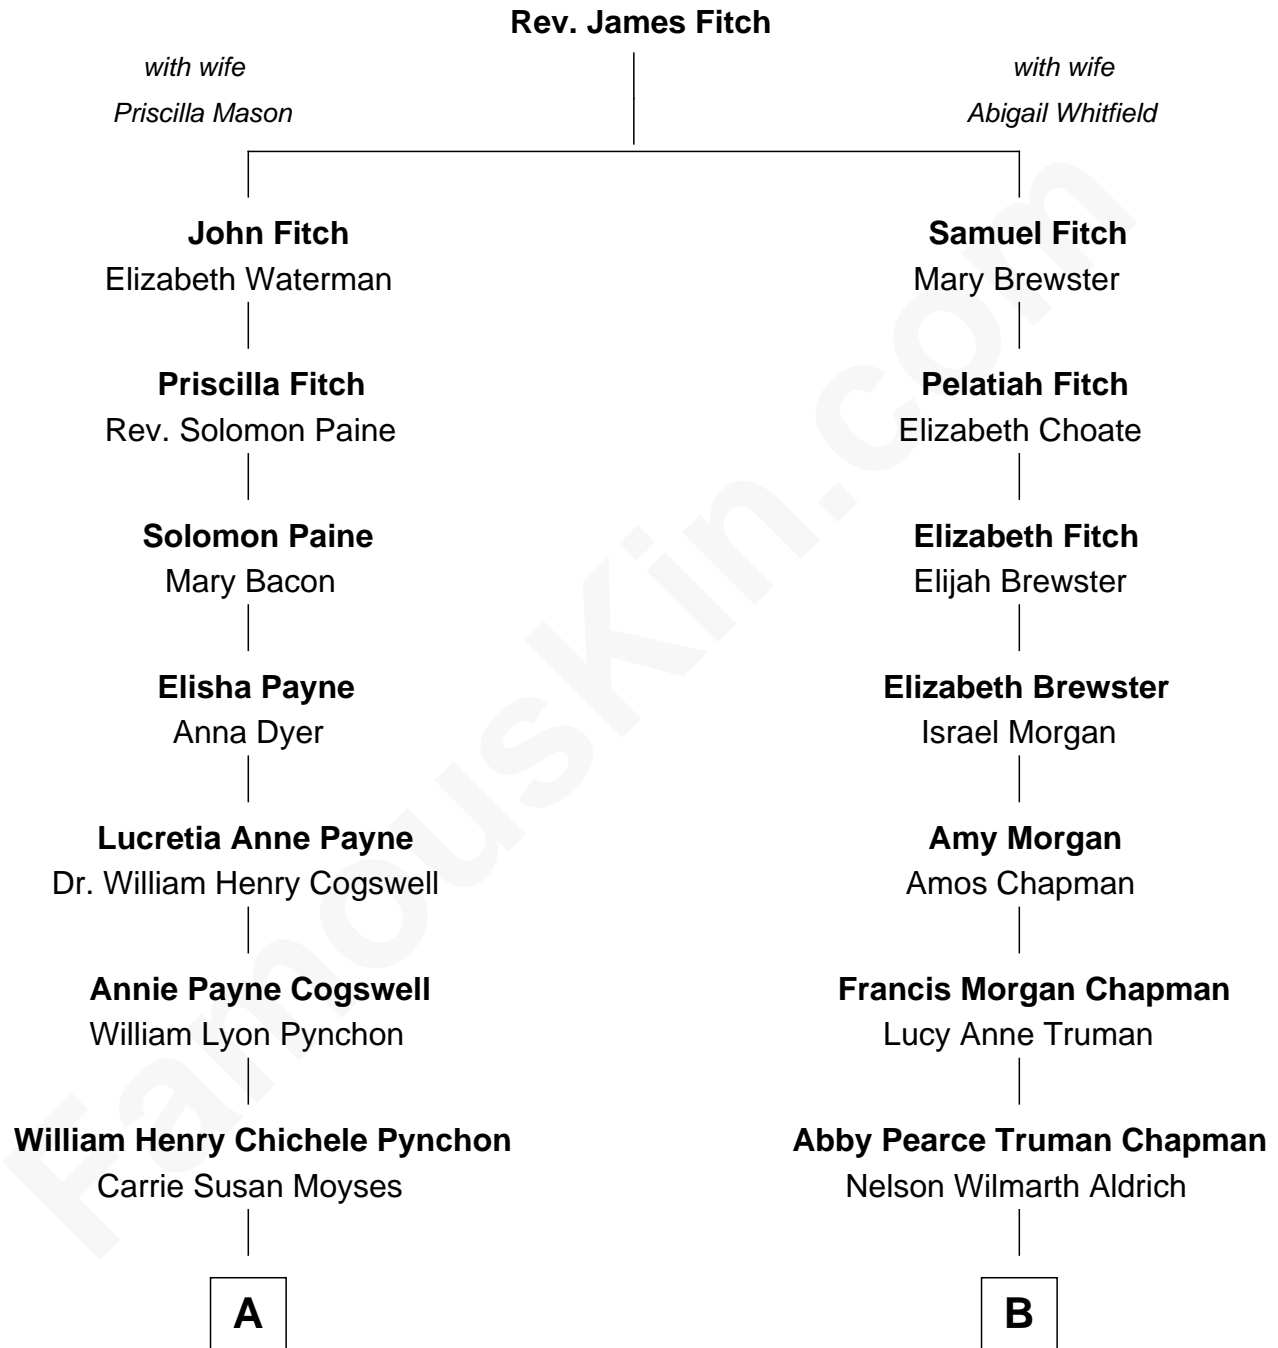 Rev. James Fitch
with wife
Priscilla Mason
with wife
Abigail Whitfield
John Fitch
Elizabeth Waterman
Samuel Fitch
Mary Brewster
Priscilla Fitch
Rev. Solomon Paine
Pelatiah Fitch
Elizabeth Choate
Solomon Paine
Mary Bacon
Elizabeth Fitch
Elijah Brewster
Elisha Payne
Anna Dyer
Elizabeth Brewster
Israel Morgan
Lucretia Anne Payne
Dr. William Henry Cogswell
Amy Morgan
Amos Chapman
Annie Payne Cogswell
William Lyon Pynchon
Francis Morgan Chapman
Lucy Anne Truman
William Henry Chichele Pynchon
Carrie Susan Moyses
Abby Pearce Truman Chapman
Nelson Wilmarth Aldrich
A
B
FamousKin.com